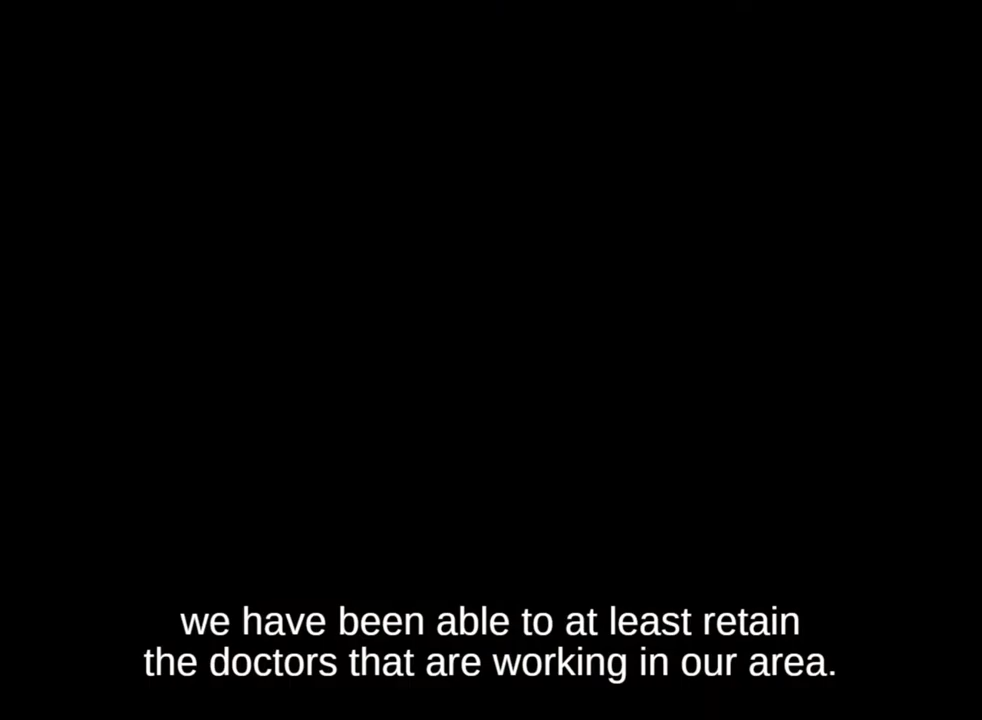 we have been able to at least retain
the doctors that are working in our area.